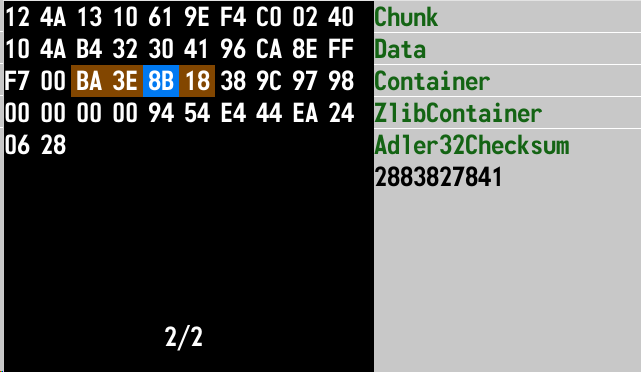 12 4A 13 10 61 9E F4 C0 02 40 Chunk
10 4A B4 32 30 41 96 CA 8E FF Data
F7 00 BA 3E 8B 18 38 9C 97 98 Container
00 00 00 00 94 54 E4 44 EA 24 ZlibContainer
06 28 Adler32Checksum
2883827841
2/2